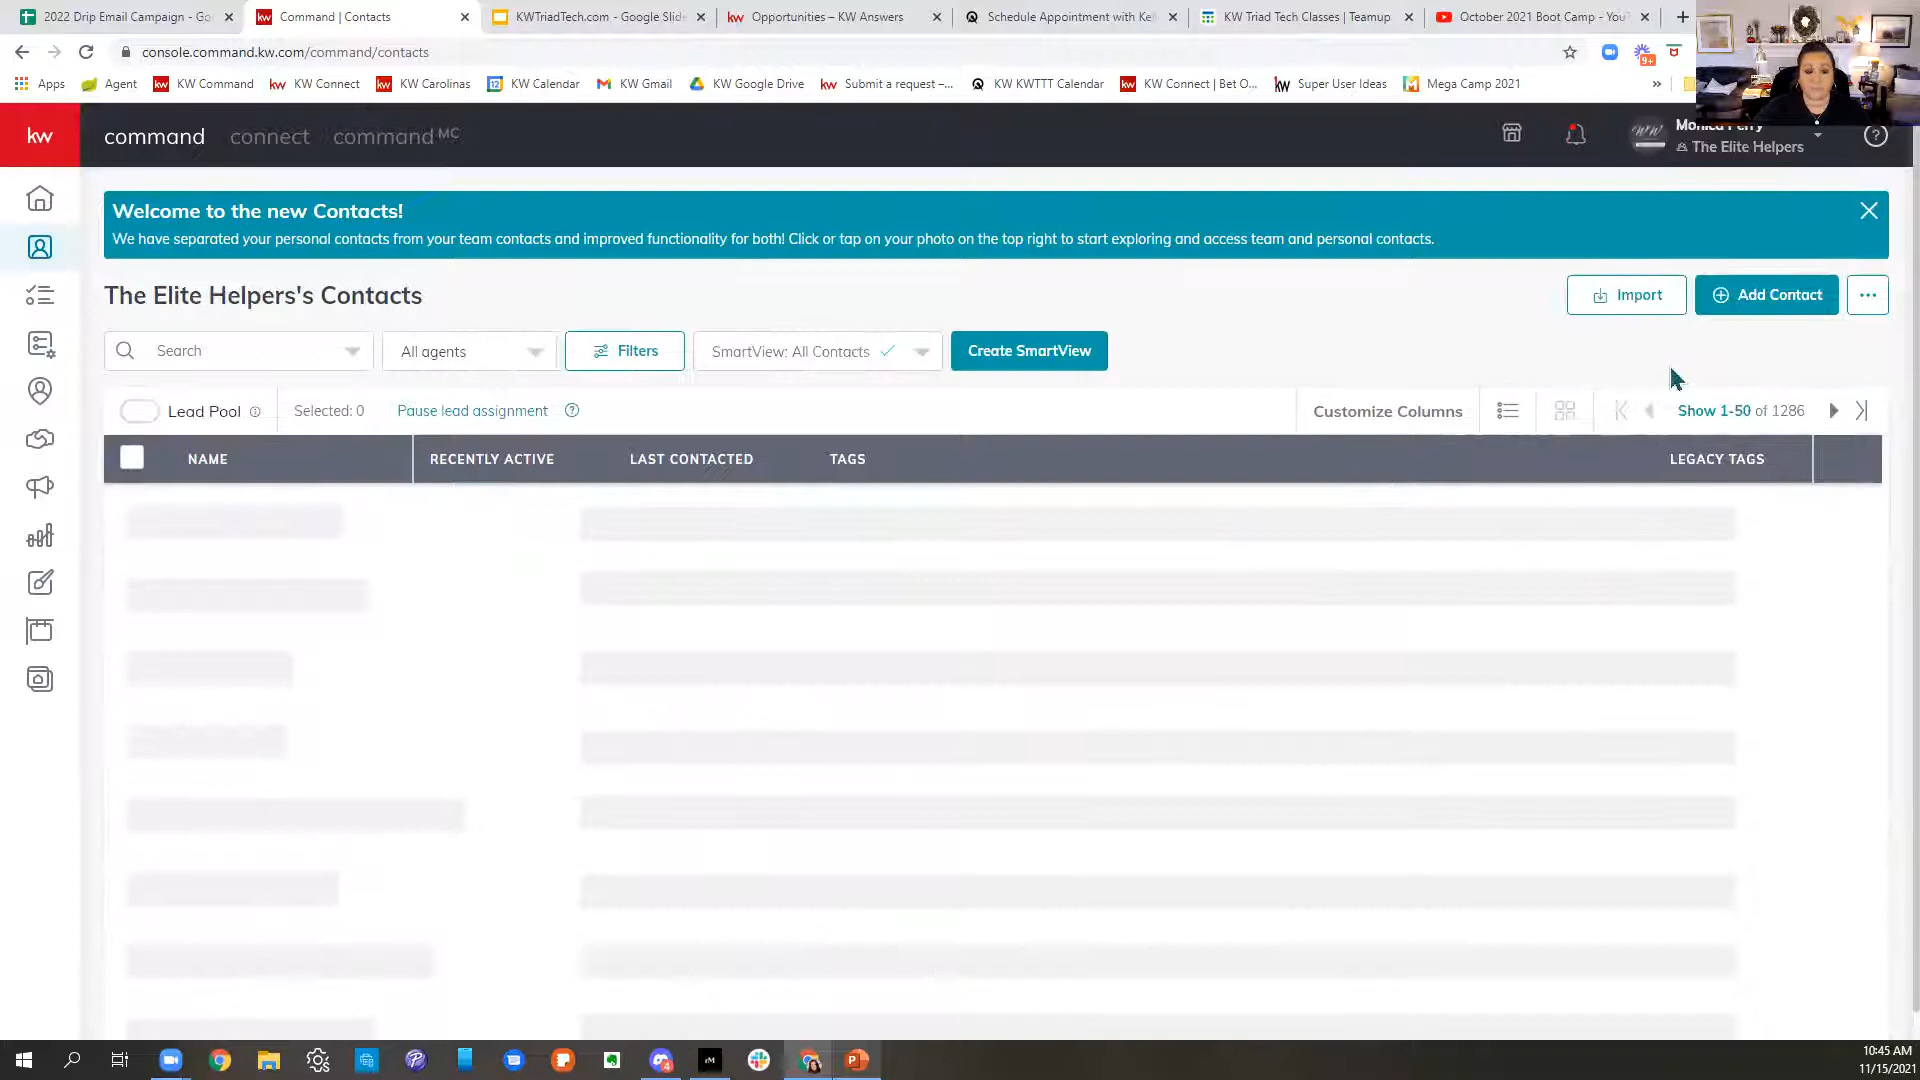 2022 Drip Email Campaign - Go
Command | Contacts
KWTriadTech.com - Google Slide
Opportunities – KW Answers
Schedule Appointment with Kel
KW Triad Tech Classes | Teamup
October 2021 Boot Camp - YouT
console.command.kw.com/command/contacts
9+
Apps
Agent
KW Command
KW Connect
KW Carolinas
KW Calendar
KW Gmail
KW Google Drive
Submit a request –...
KW KWTTT Calendar
KW Connect | Bet O...
Super User Ideas
Mega Camp 2021
kw
command
connect
command MC
Monica Perry
The Elite Helpers
Welcome to the new Contacts!
We have separated your personal contacts from your team contacts and improved functionality for both! Click or tap on your photo on the top right to start exploring and access team and personal contacts.
The Elite Helpers's Contacts
Import
Add Contact
Search
All agents
Filters
SmartView: All Contacts
Create SmartView
Lead Pool
Selected: 0
Pause lead assignment
Customize Columns
Show 1-50 of 1286
NAME
RECENTLY ACTIVE
LAST CONTACTED
TAGS
LEGACY TAGS
10:45 AM
11/15/2021